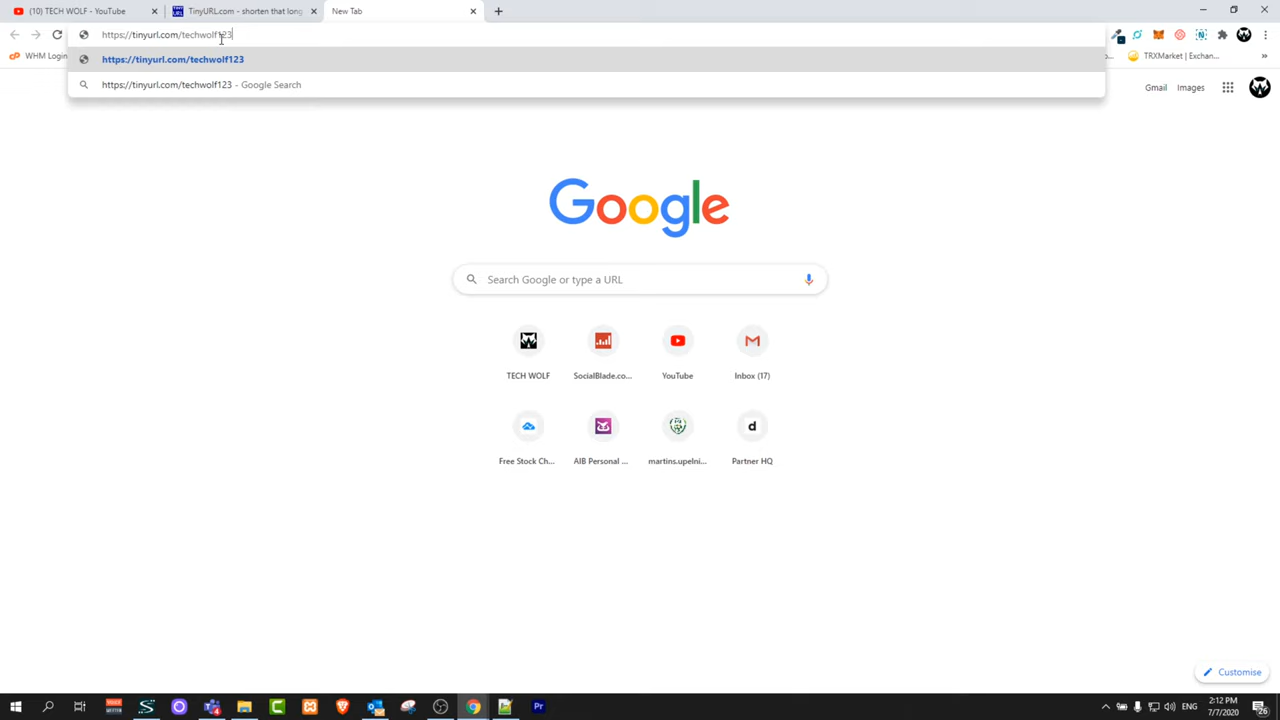 (10) TECH WOLF - YouTube
TinyURL.com - shorten that long
New Tab
https://tinyurl.com/techwolf123
https://tinyurl.com/techwolf123
https://tinyurl.com/techwolf123 - Google Search
WHM Login
TRXMarket | Exchan...
Gmail
Images
Google
Search Google or type a URL
TECH WOLF
SocialBlade.co...
YouTube
Inbox (17)
Free Stock Ch...
AIB Personal ...
martins.upelni...
Partner HQ
Customise
ENG
2:12 PM
7/7/2020
26